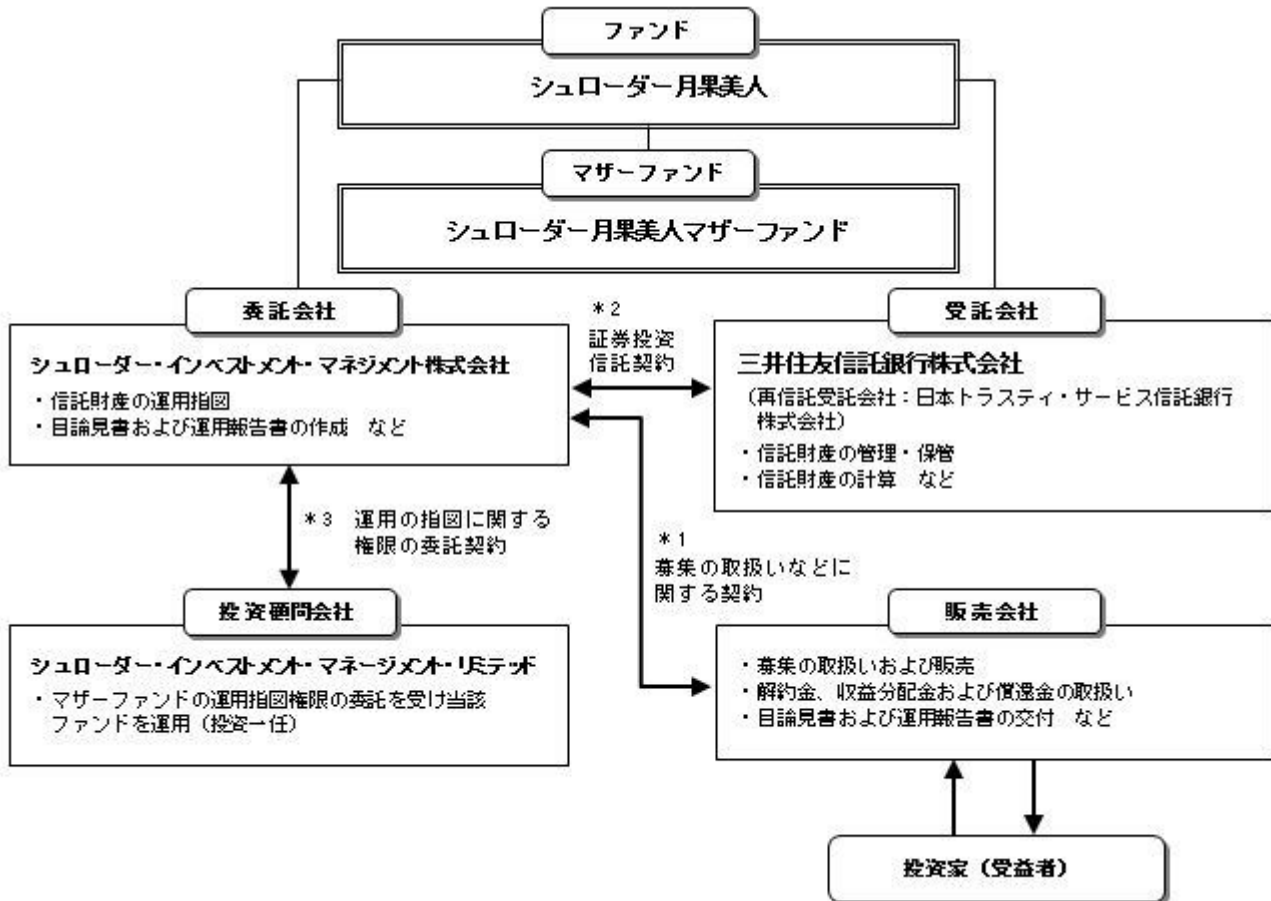 ファンド
シュローダー月果美人
マザーファンド
シュローダー月果美人マザーファンド
委託会社
シュローダー・インベストメント・マネジメント株式会社
・信託財産の運用指図
・目論見書および運用報告書の作成 など
*2
証券投資
信託契約
受託会社
三井住友信託銀行株式会社
(再信託受託会社:日本トラスティ・サービス信託銀行
株式会社)
・信託財産の管理・保管
・信託財産の計算 など
*3 運用の指図に関する
権限の委託契約
*1
募集の取扱いなどに
関する契約
投資顧問会社
シュローダー・インベストメント・マネージメント・リミテッド
・マザーファンドの運用指図権限の委託を受け当該
ファンドを運用(投資一任)
販売会社
・募集の取扱いおよび販売
・解約金、収益分配金および償還金の取扱い
・目論見書および運用報告書の交付 など
投資家(受益者)